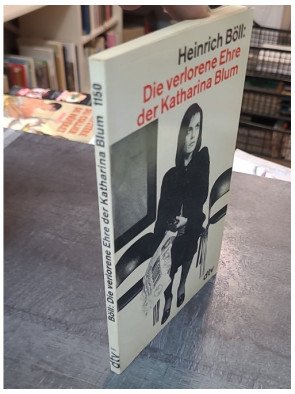 Heinrich Böll:
Die verlorene Ehre
der Katharina Blum
dtv
dtv Böll: Die verlorene Ehre der Katharina Blum 1150